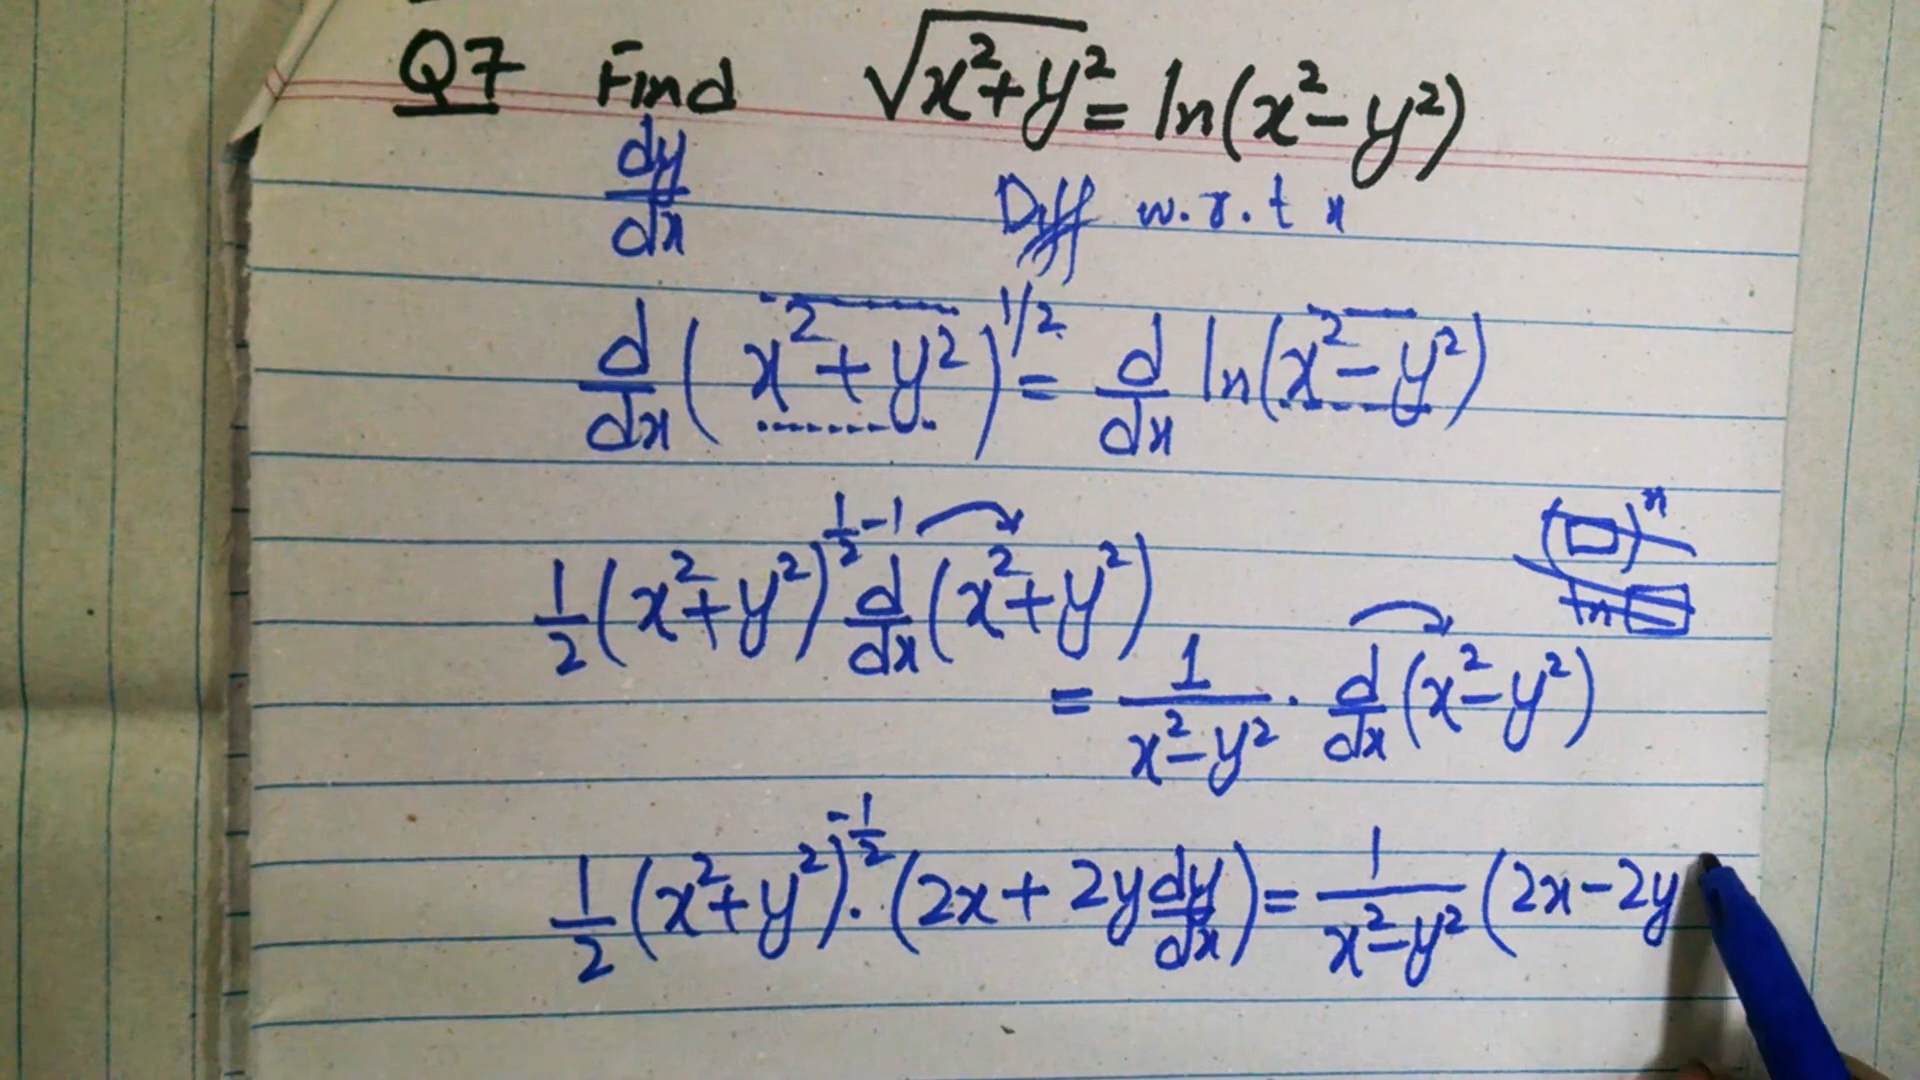 Q7 Find √x²+y² = ln(x²-y²)
dy/dx Diff w.r.t x
d/dx (x²+y²)^1/2 = d/dx ln(x²-y²)
1/2 (x²+y²)^1/2-1 d/dx (x²+y²)
(□)^n
ln□
= 1/x²-y² · d/dx (x²-y²)
1/2 (x²+y²)^-1/2 · (2x + 2y dy/dx) = 1/x²-y² (2x-2y